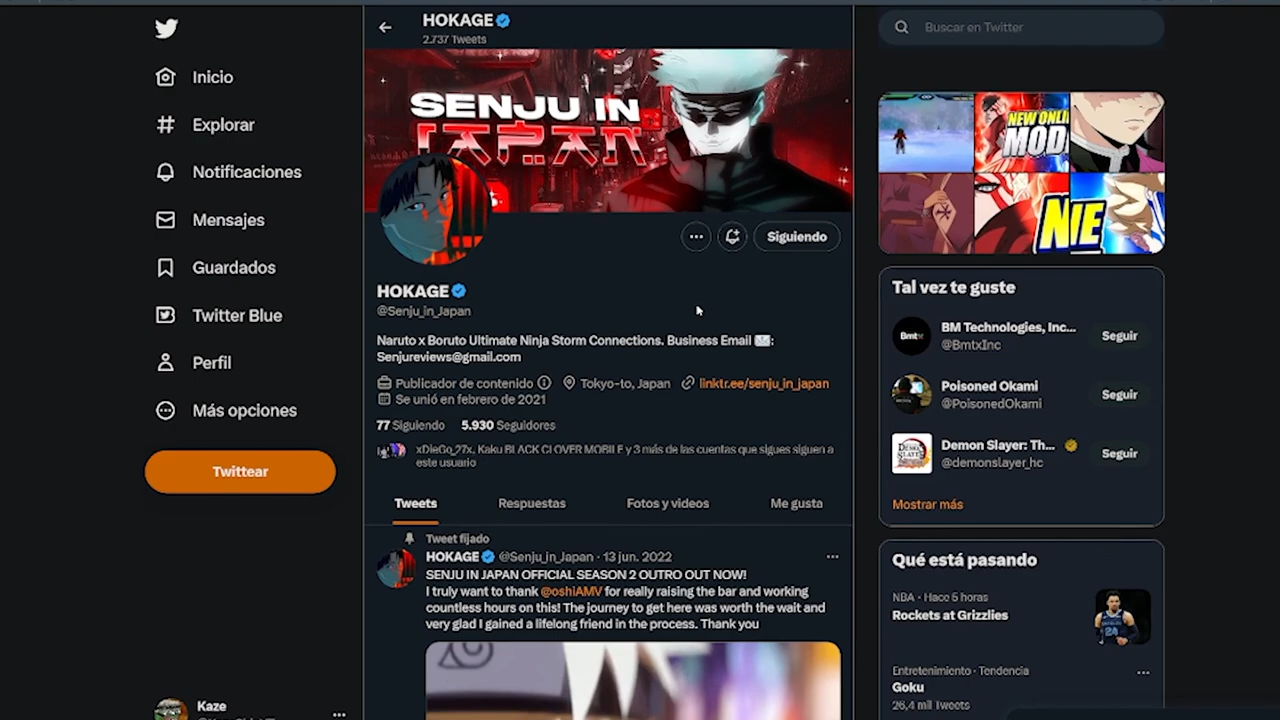 HOKAGE
2.737 Tweets
Inicio
Explorar
Notificaciones
Mensajes
Guardados
Twitter Blue
Perfil
Más opciones
Twittear
Kaze
SENJU IN
JAPAN
Siguiendo
HOKAGE
@Senju_in_Japan
Naruto x Boruto Ultimate Ninja Storm Connections. Business Email ✉️:
Senjureviews@gmail.com
Publicador de contenido Tokyo-to, Japan linktr.ee/senju_in_japan
Se unió en febrero de 2021
77 Siguiendo 5.930 Seguidores
xDieGo_27x, Kaku BLACK CLOVER MOBILE y 3 más de las cuentas que sigues siguen a
este usuario
Tweets Respuestas Fotos y videos Me gusta
Tweet fijado
HOKAGE @Senju_in_Japan · 13 jun. 2022
SENJU IN JAPAN OFFICIAL SEASON 2 OUTRO OUT NOW!
I truly want to thank @oshiAMV for really raising the bar and working
countless hours on this! The journey to get here was worth the wait and
very glad I gained a lifelong friend in the process. Thank you
Buscar en Twitter
NEW ONLI
MOD
NIE
Tal vez te guste
BM Technologies, Inc...
@BmtxInc
Seguir
Bmtx
Poisoned Okami
@PoisonedOkami
Seguir
Demon Slayer: Th...
@demonslayer_hc
Seguir
DEMON
SLAYER
Mostrar más
Qué está pasando
NBA · Hace 5 horas
Rockets at Grizzlies
Entretenimiento · Tendencia
Goku
26,4 mil Tweets